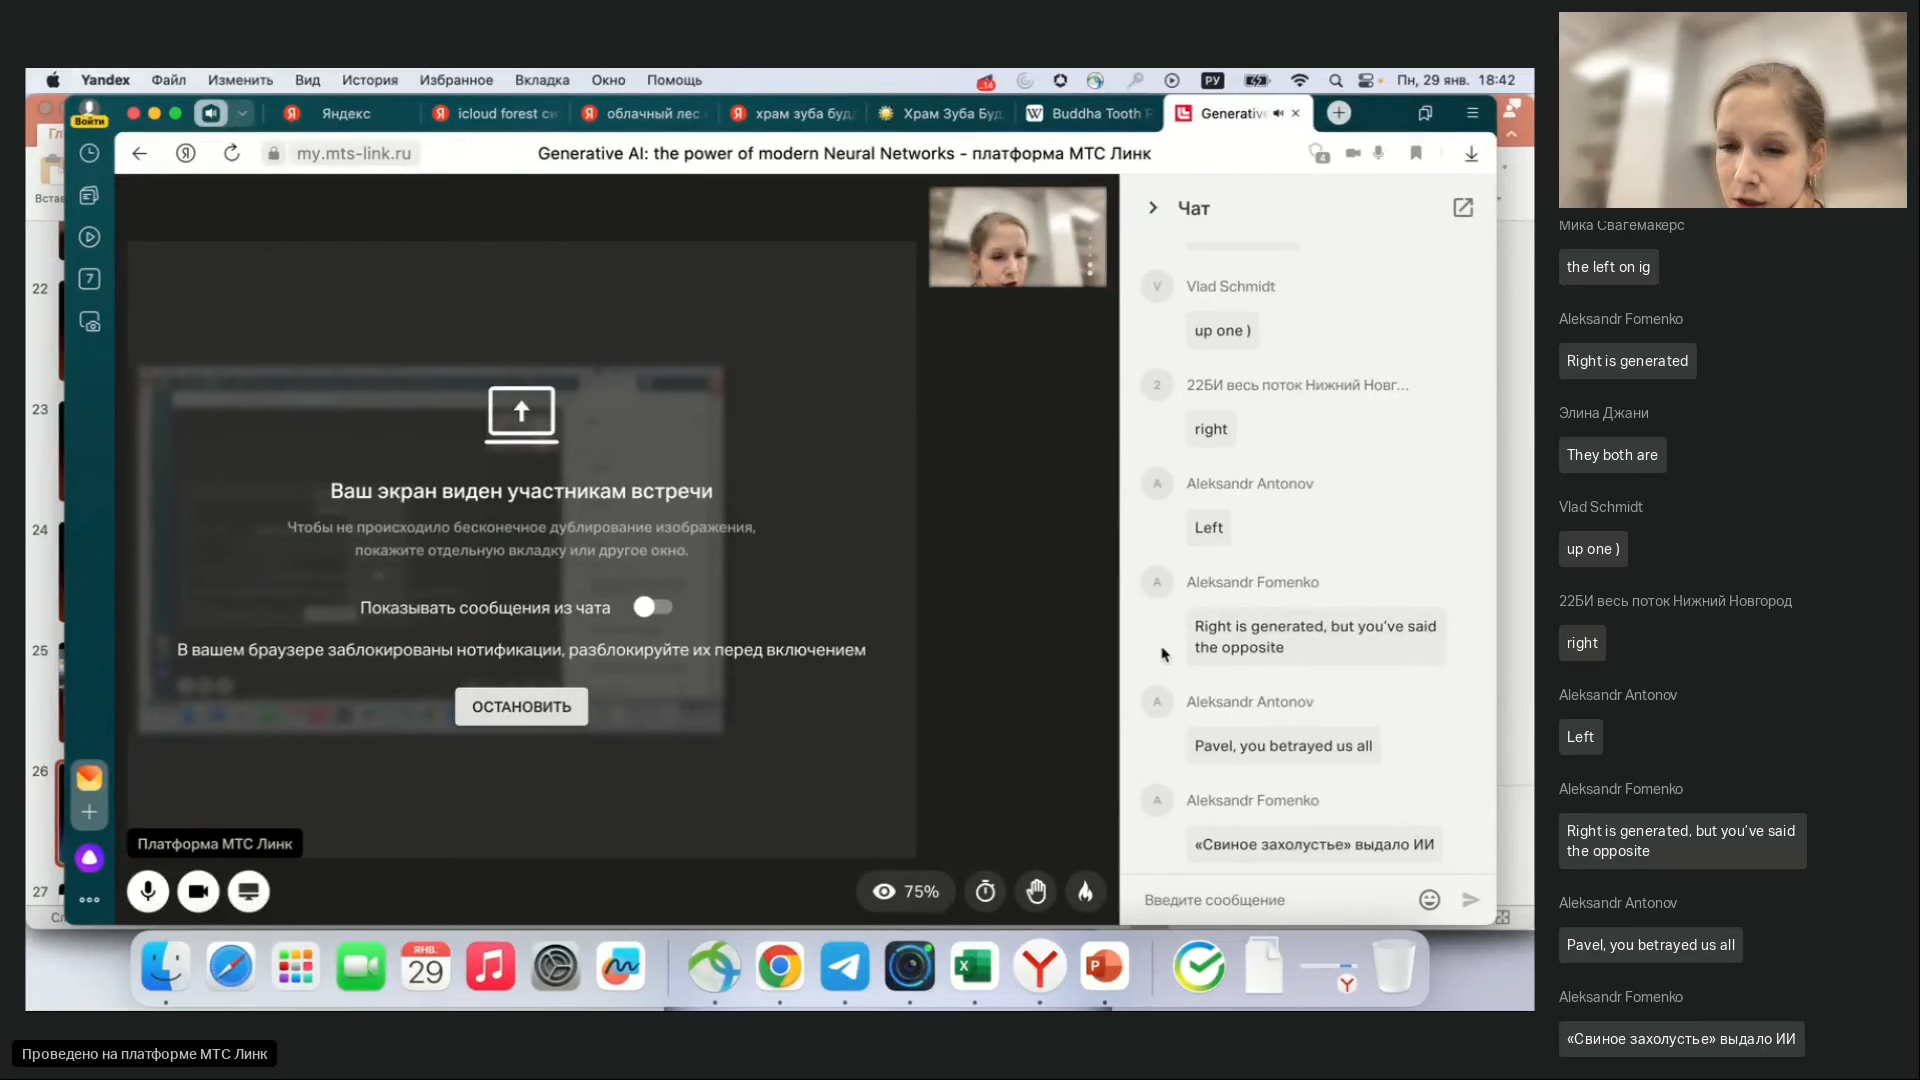 Yandex Файл Изменить Вид История Избранное Вкладка Окно Помощь
РУ
Пн, 29 янв. 18:42
Войти
Яндекс
облачный лес
Buddha Tooth
Generative
my.mts-link.ru
Generative AI: the power of modern Neural Networks - платформа МТС Линк
7
22
23
24
25
26
27
Ваш экран виден участникам встречи
Чтобы не происходило бесконечное дублирование изображения,
покажите отдельную вкладку или другое окно.
Показывать сообщения из чата
В вашем браузере заблокированы нотификации, разблокируйте их перед включением
ОСТАНОВИТЬ
Платформа МТС Линк
75%
Чат
V
Vlad Schmidt
up one )
2
22БИ весь поток Нижний Новг...
right
A
Aleksandr Antonov
Left
A
Aleksandr Fomenko
Right is generated, but you've said
the opposite
A
Aleksandr Antonov
Pavel, you betrayed us all
A
Aleksandr Fomenko
«Свиное захолустье» выдало ИИ
Введите сообщение
ЯНВ.
29
Проведено на платформе МТС Линк
Мика Свагемакерс
the left on ig
Aleksandr Fomenko
Right is generated
Элина Джани
They both are
Vlad Schmidt
up one )
22БИ весь поток Нижний Новгород
right
Aleksandr Antonov
Left
Aleksandr Fomenko
Right is generated, but you've said
the opposite
Aleksandr Antonov
Pavel, you betrayed us all
Aleksandr Fomenko
«Свиное захолустье» выдало ИИ